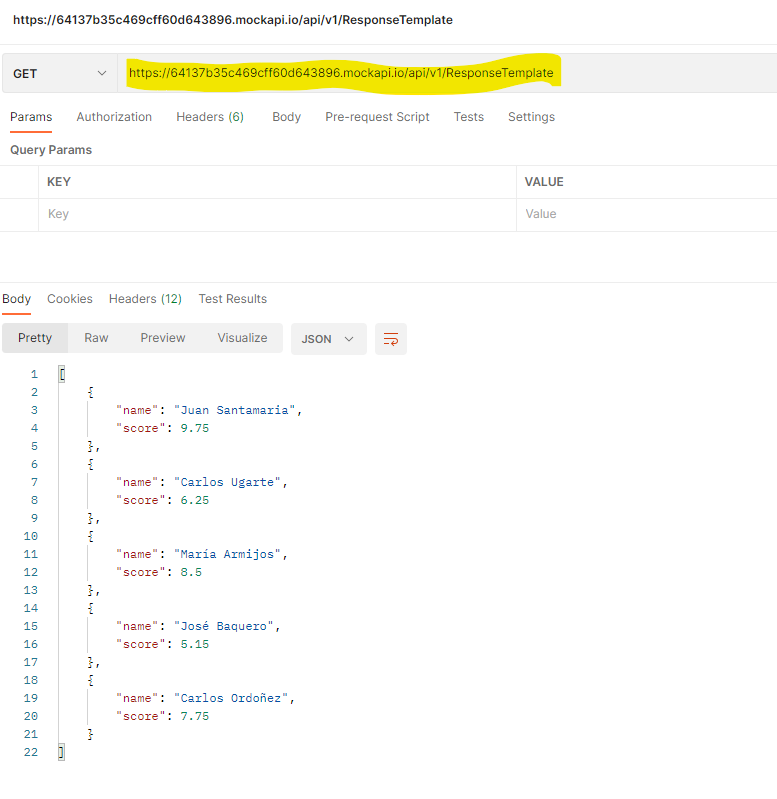 https://64137b35c469cff60d643896.mockapi.io/api/v1/ResponseTemplate
GET https://64137b35c469cff60d643896.mockapi.io/api/v1/ResponseTemplate
Params Authorization Headers (6) Body Pre-request Script Tests Settings
Query Params
KEY VALUE
Key Value
Body Cookies Headers (12) Test Results
Pretty Raw Preview Visualize JSON
1 [
2 {
3 "name": "Juan Santamaria",
4 "score": 9.75
5 },
6 {
7 "name": "Carlos Ugarte",
8 "score": 6.25
9 },
10 {
11 "name": "María Armijos",
12 "score": 8.5
13 },
14 {
15 "name": "José Baquero",
16 "score": 5.15
17 },
18 {
19 "name": "Carlos Ordoñez",
20 "score": 7.75
21 }
22 ]